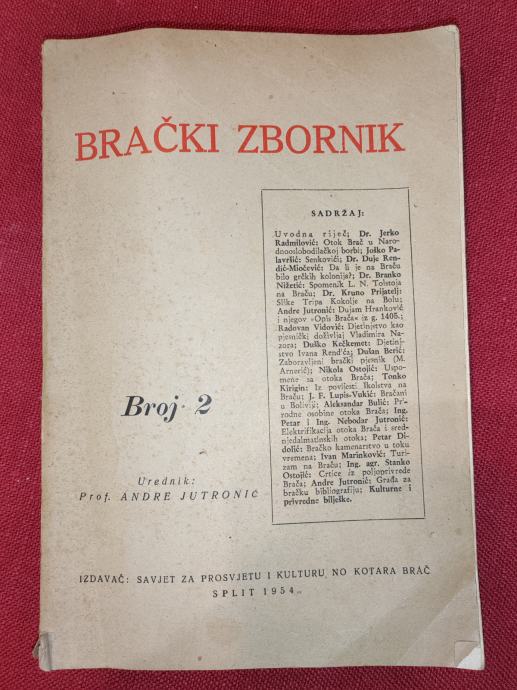 BRAČKI ZBORNIK
SADRŽAJ:
Uvodna riječ; Dr. Jerko
Radmilović: Otok Brač u Naro-
dnooslobodilačkoj borbi; Joško Pa-
lavršić: Senkovići; Dr. Duje Ren-
dić-Miočević: Da li je na Braču
bilo grčkih kolonija?; Dr. Branko
Nižetić: Spomenik L. N. Tolstoja
na Braču; Dr. Kruno Prijatelj:
Slike Tripa Kokolje na Bolu;
Andre Jutronić: Dujam Hranković
i njegov »Opis Brača« iz g. 1405.;
Radovan Vidović: Djetinjstvo kao
pjesnički doživljaj Vladimira Na-
zora; Duško Kečkemet: Djetinj-
stvo Ivana Rendića; Dušan Berić:
Zaboravljeni brački pjesnik (M.
Arnerić); Nikola Ostojić: Uspo-
mene sa otoka Brača; Tonko
Kirigin: Iz povijesti školstva na
Braču; J. F. Lupis-Vukić: Bračani
u Boliviji; Aleksandar Bulić: Pri-
rodne osobine otoka Brača; Ing.
Petar i Ing. Nebodar Jutronić:
Elektrifikacija otoka Brača i sred-
njedalmatinskih otoka; Petar Di-
dolić: Bračko kamenarstvo u toku
vremena; Ivan Marinković: Turi-
zam na Braču; Ing. agr. Stanko
Ostojić: Crtice iz poljoprivrede
Brača; Andre Jutronić: Građa za
bračku bibliografiju; Kulturne i
privredne bilješke.
Broj 2
Urednik:
Prof. ANDRE JUTRONIĆ
IZDAVAČ: SAVJET ZA PROSVJETU I KULTURU NO KOTARA BRAČ
SPLIT 1954